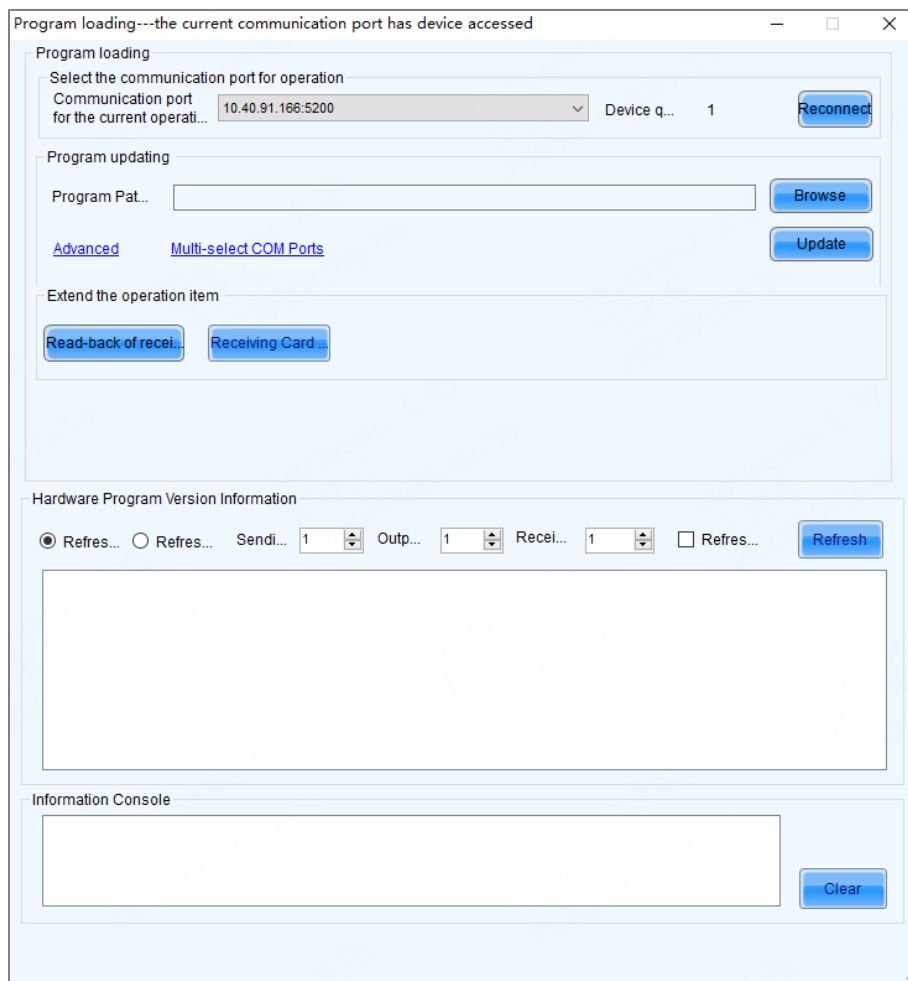 Program loading---the current communication port has device accessed
Program loading
Select the communication port for operation
Communication port
for the current operati...
10.40.91.166:5200
Device q...
1
Reconnect
Program updating
Program Pat...
Browse
Advanced
Multi-select COM Ports
Update
Extend the operation item
Read-back of recei...
Receiving Card ...
Hardware Program Version Information
Refres...
Refres...
Sendi...
1
Outp...
1
Recei...
1
Refres...
Refresh
Information Console
Clear